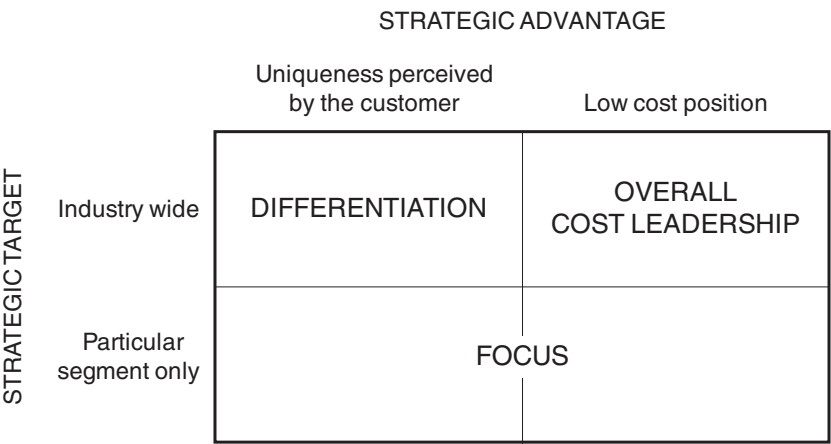 STRATEGIC ADVANTAGE
Uniqueness perceived
by the customer
Low cost position
STRATEGIC TARGET
Industry wide
DIFFERENTIATION
OVERALL
COST LEADERSHIP
Particular
segment only
FOCUS